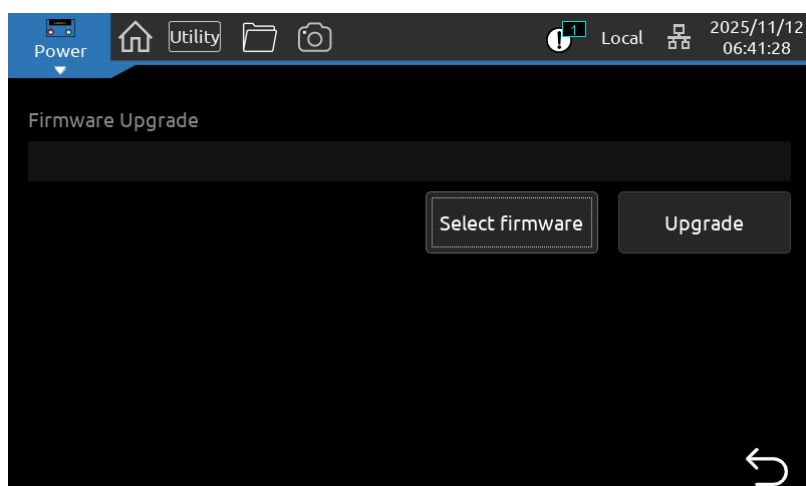 Power
Utility
1
Local
2025/11/12
06:41:28
Firmware Upgrade
Select firmware
Upgrade